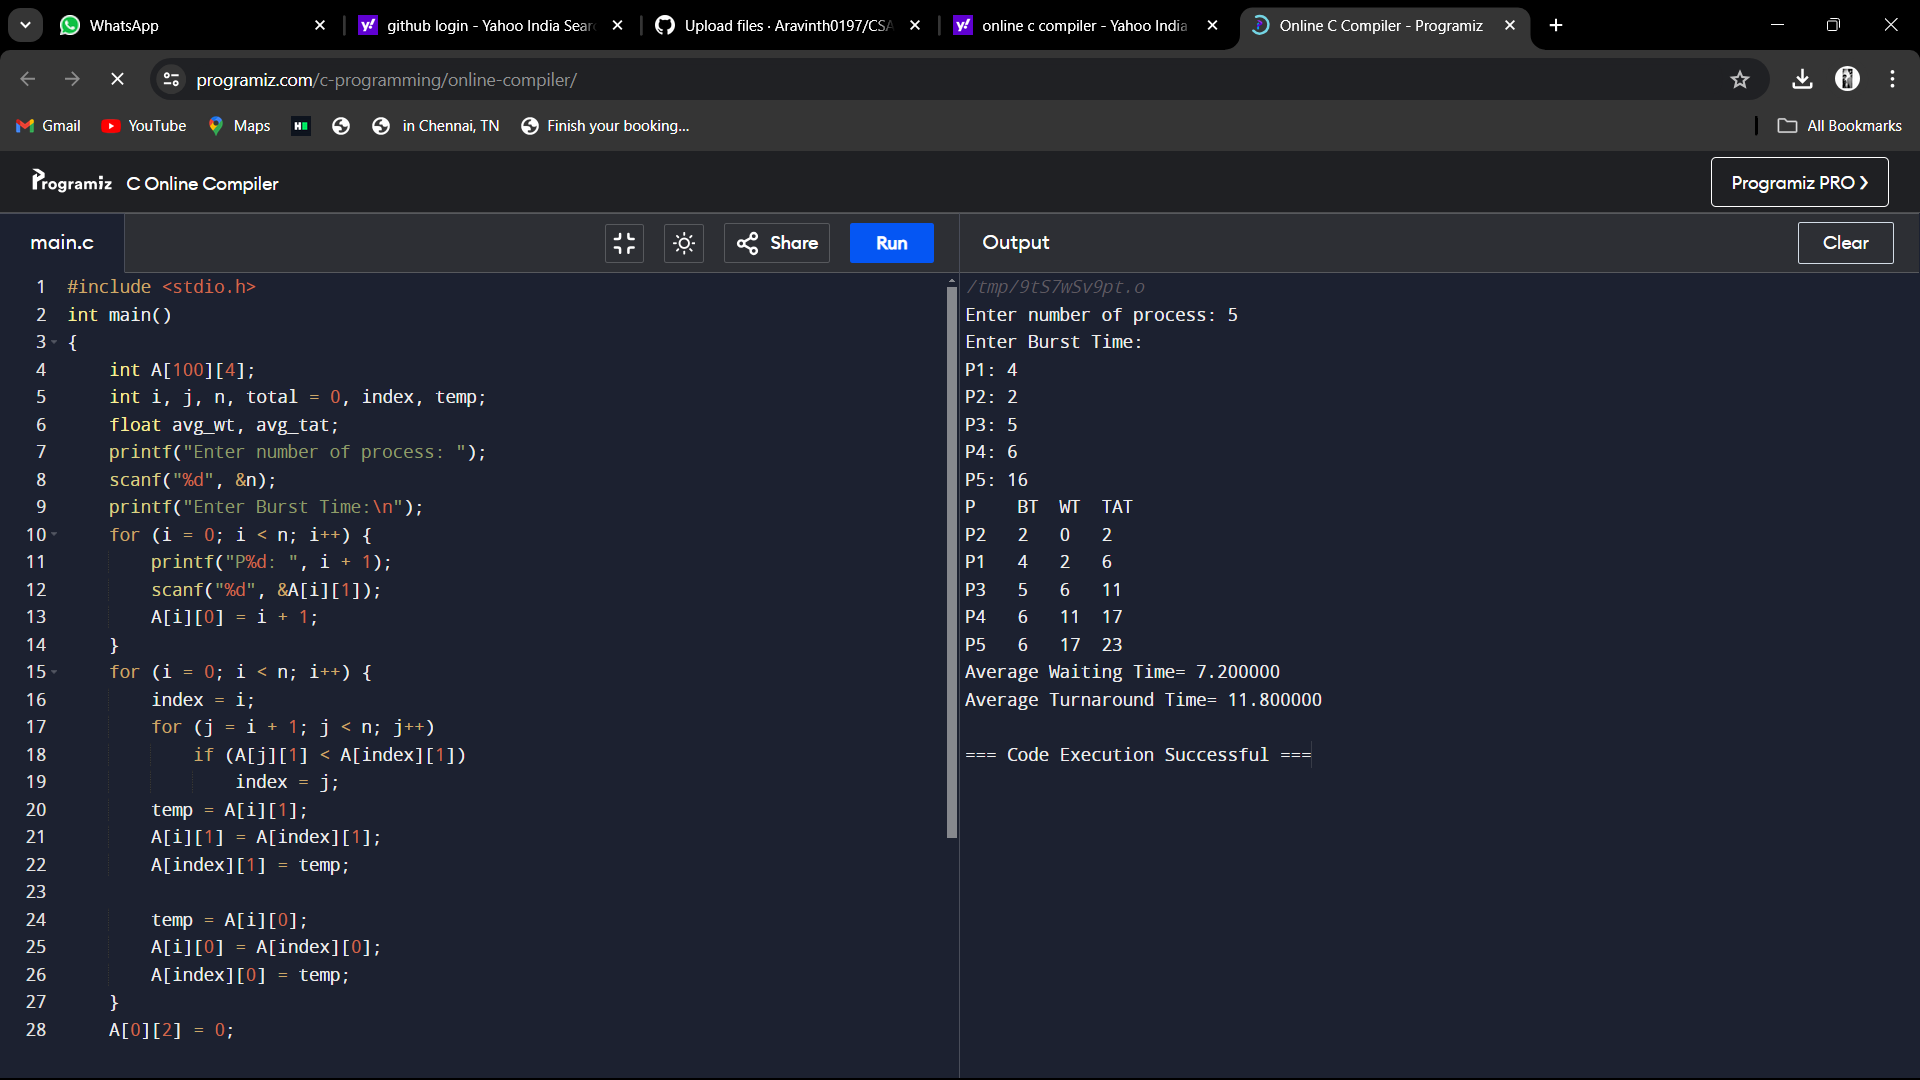 WhatsApp
github login - Yahoo India Sear
Upload files · Aravinth0197/CSA
online c compiler - Yahoo India
Online C Compiler - Programiz
programiz.com/c-programming/online-compiler/
Gmail
YouTube
Maps
in Chennai, TN
Finish your booking...
All Bookmarks
Programiz C Online Compiler
Programiz PRO
main.c
Share
Run
Output
Clear
1 #include <stdio.h>
2 int main()
3 {
4 int A[100][4];
5 int i, j, n, total = 0, index, temp;
6 float avg_wt, avg_tat;
7 printf("Enter number of process: ");
8 scanf("%d", &n);
9 printf("Enter Burst Time:\n");
10 for (i = 0; i < n; i++) {
11 printf("P%d: ", i + 1);
12 scanf("%d", &A[i][1]);
13 A[i][0] = i + 1;
14 }
15 for (i = 0; i < n; i++) {
16 index = i;
17 for (j = i + 1; j < n; j++)
18 if (A[j][1] < A[index][1])
19 index = j;
20 temp = A[i][1];
21 A[i][1] = A[index][1];
22 A[index][1] = temp;
23
24 temp = A[i][0];
25 A[i][0] = A[index][0];
26 A[index][0] = temp;
27 }
28 A[0][2] = 0;
/tmp/9tS7wSv9pt.o
Enter number of process: 5
Enter Burst Time:
P1: 4
P2: 2
P3: 5
P4: 6
P5: 16
P BT WT TAT
P2 2 0 2
P1 4 2 6
P3 5 6 11
P4 6 11 17
P5 6 17 23
Average Waiting Time= 7.200000
Average Turnaround Time= 11.800000
=== Code Execution Successful ===